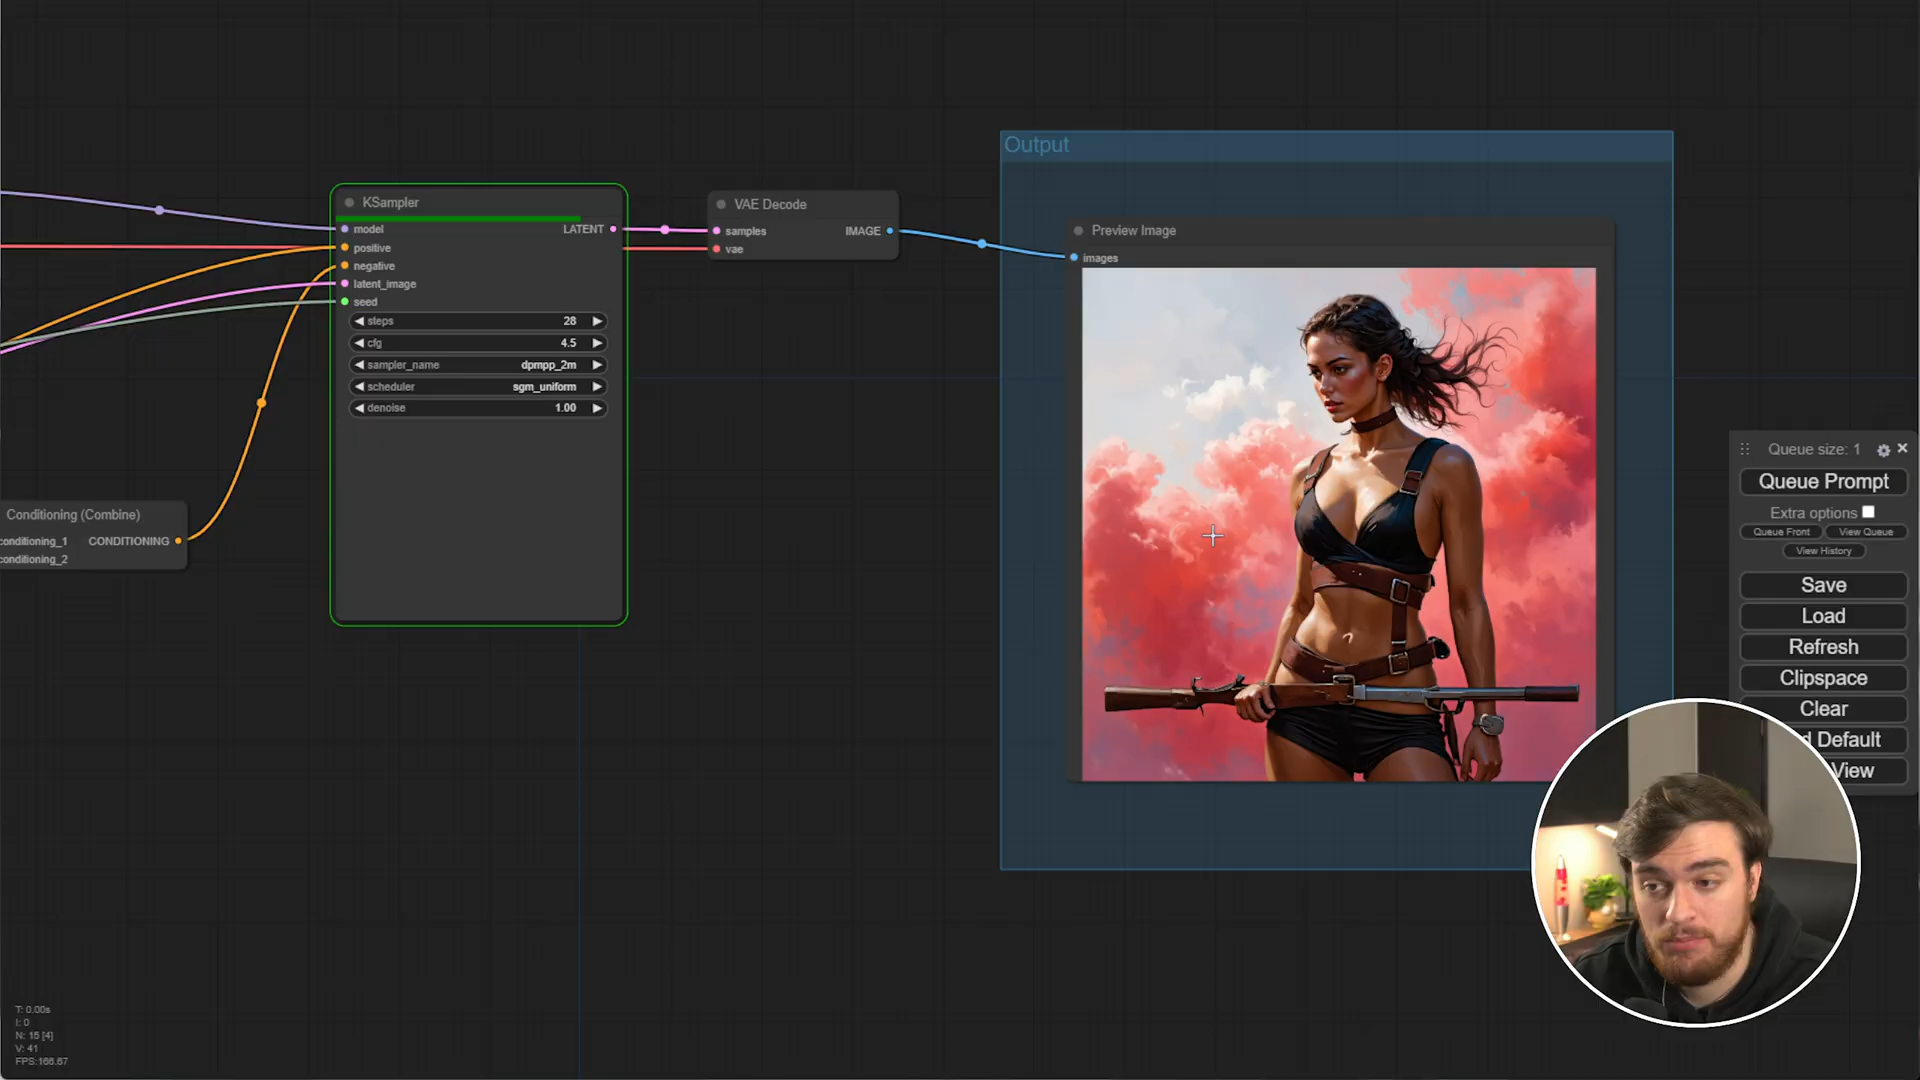 Output
KSampler
model
LATENT
positive
negative
latent_image
seed
steps 28
cfg 4.5
sampler_name dpmpp_2m
scheduler sgm_uniform
denoise 1.00
VAE Decode
samples IMAGE
vae
Preview Image
images
Conditioning (Combine)
conditioning_1 CONDITIONING
conditioning_2
Queue size: 1
Queue Prompt
Extra options
Queue Front View Queue
View History
Save
Load
Refresh
Clipspace
Clear
d Default
View
T: 0.00s
I: 0
N: 15 [4]
V: 41
FPS:166.67